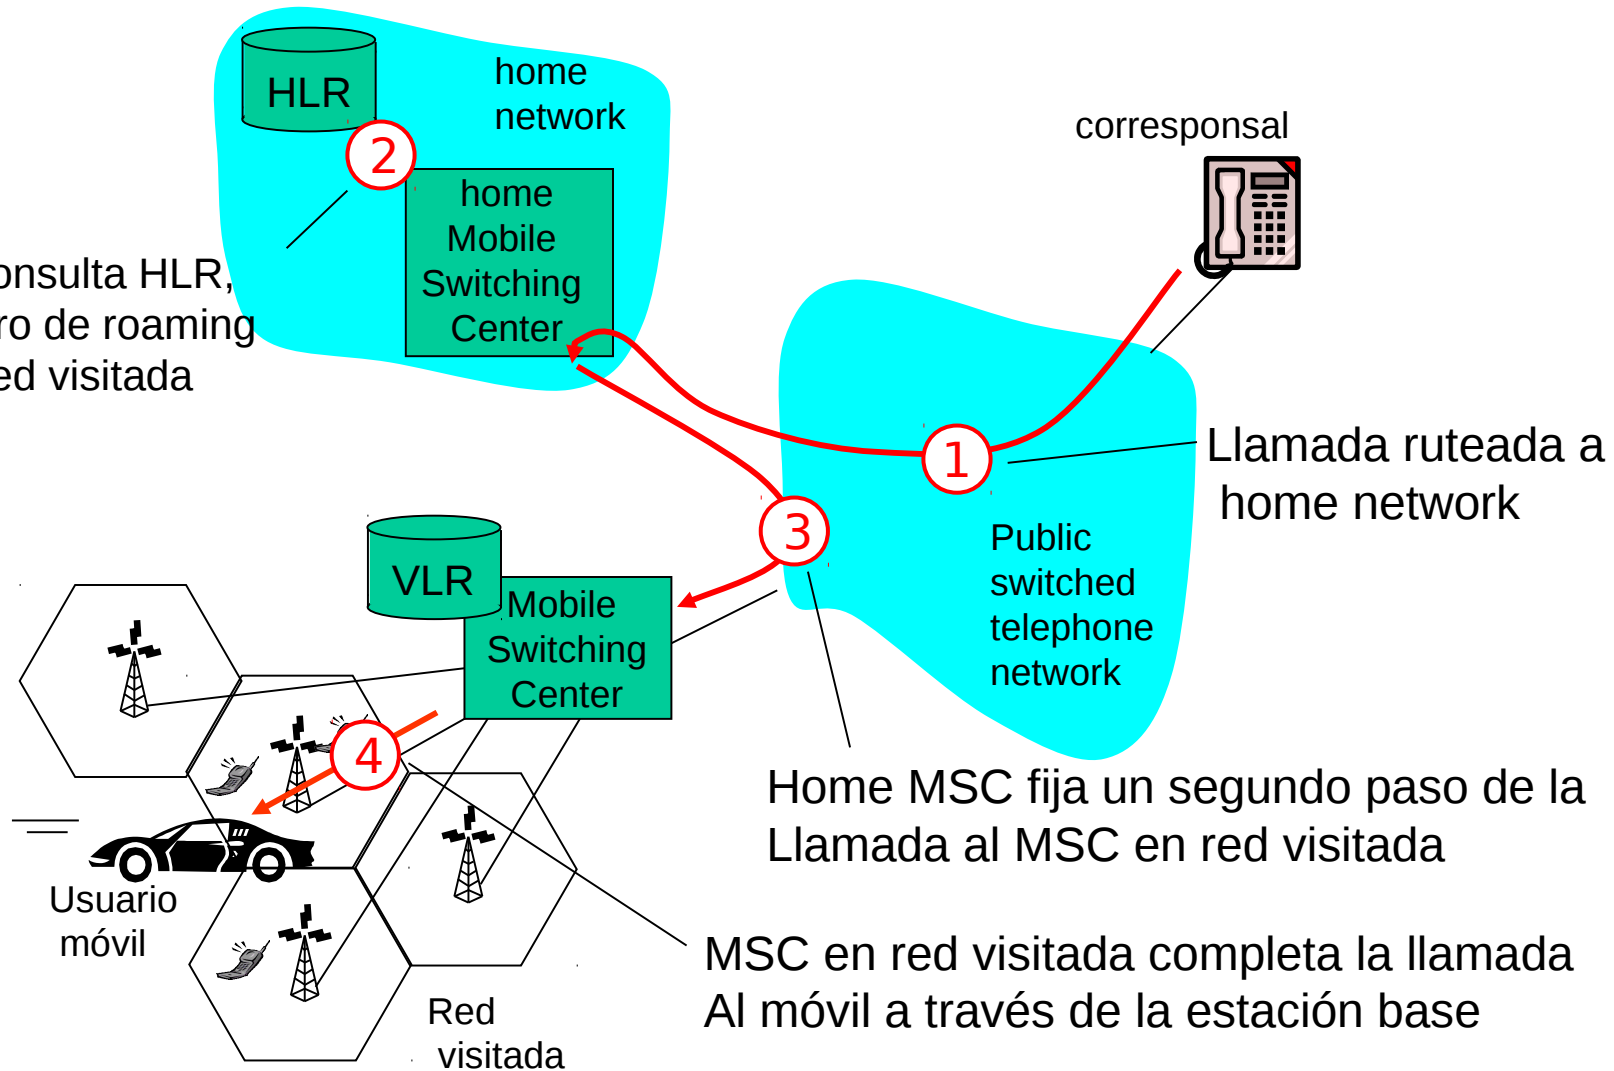 HLR
home
network
2
home
Mobile
Switching
Center
corresponsal
onsulta HLR,
ro de roaming
ed visitada
1
Llamada ruteada a
home network
3
Public
switched
telephone
network
VLR
Mobile
Switching
Center
4
Home MSC fija un segundo paso de la
Llamada al MSC en red visitada
Usuario
móvil
MSC en red visitada completa la llamada
Al móvil a través de la estación base
Red
visitada